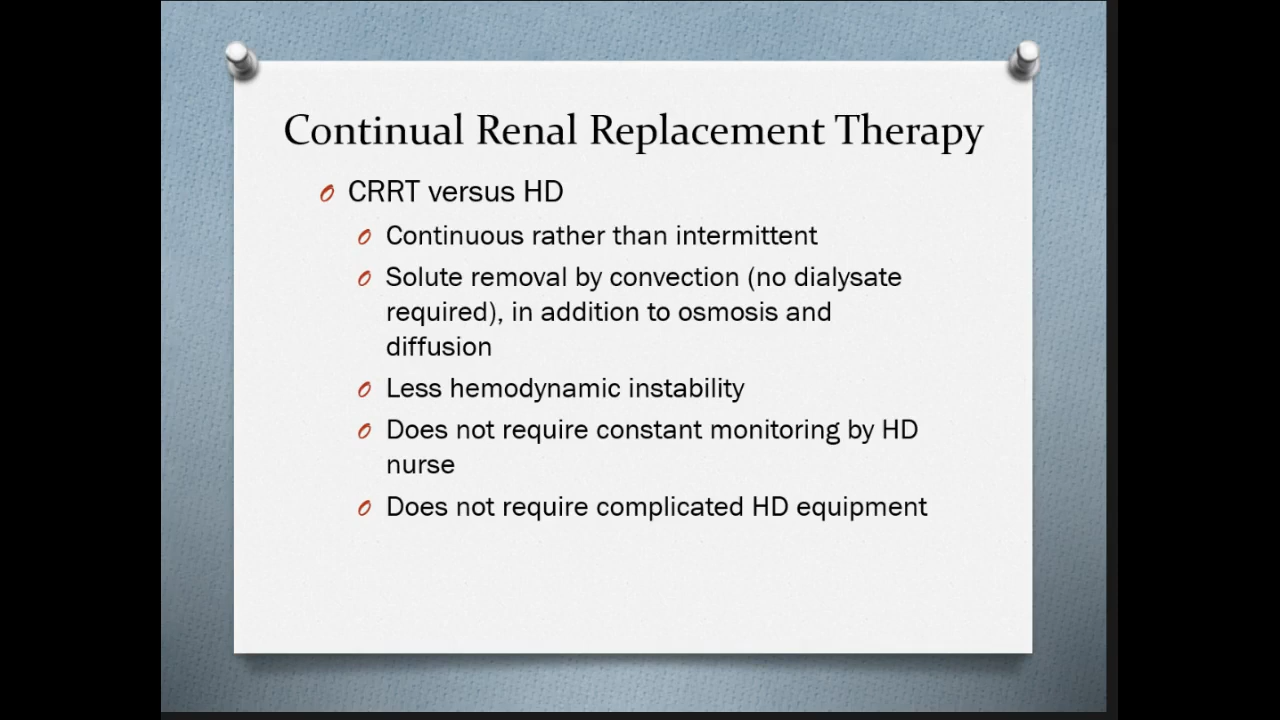 Continual Renal Replacement Therapy
CRRT versus HD
Continuous rather than intermittent
Solute removal by convection (no dialysate
required), in addition to osmosis and
diffusion
Less hemodynamic instability
Does not require constant monitoring by HD
nurse
Does not require complicated HD equipment